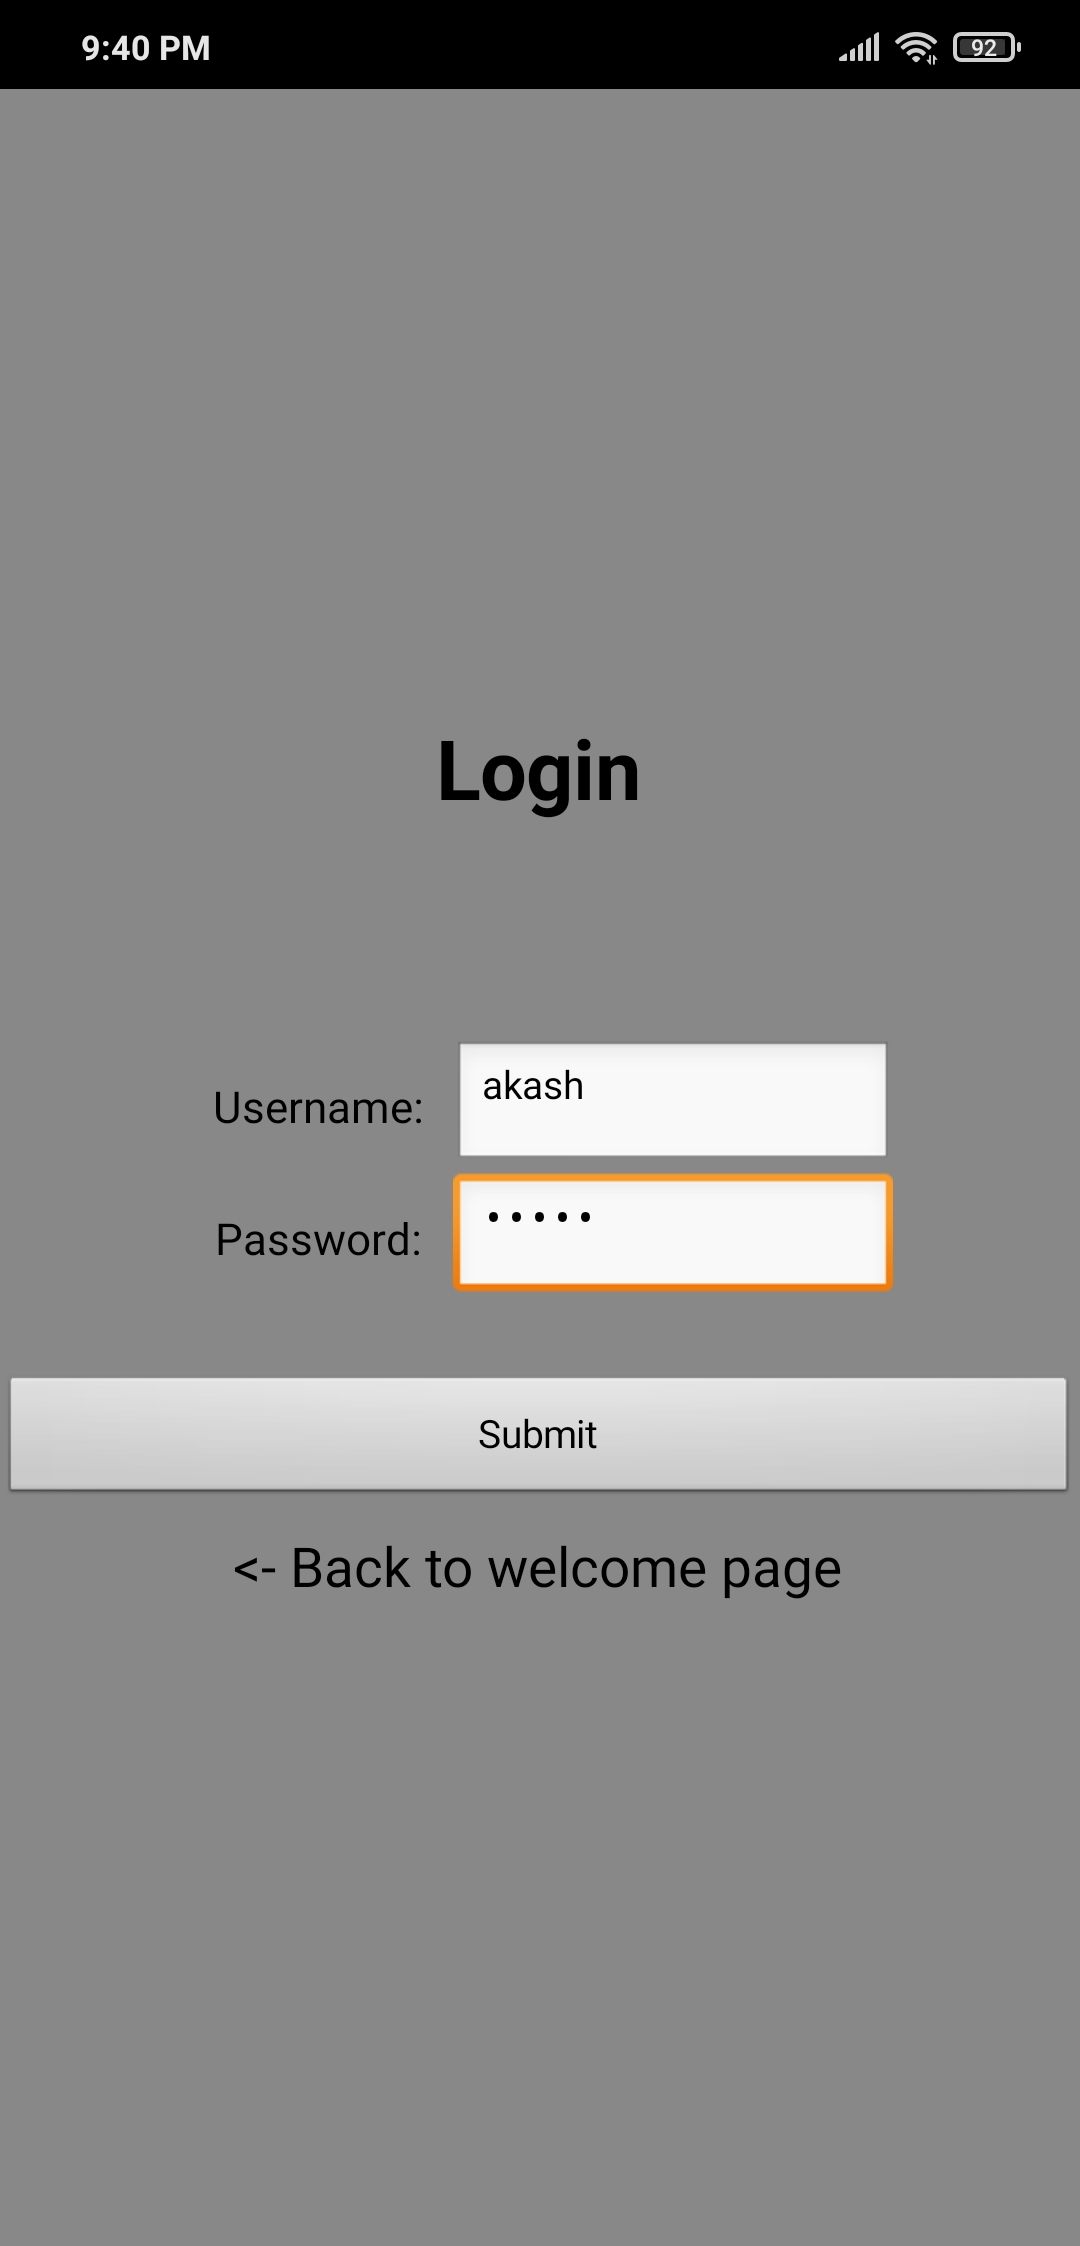 9:40 PM
92
Login
Username:
akash
Password:
•••••
Submit
<- Back to welcome page